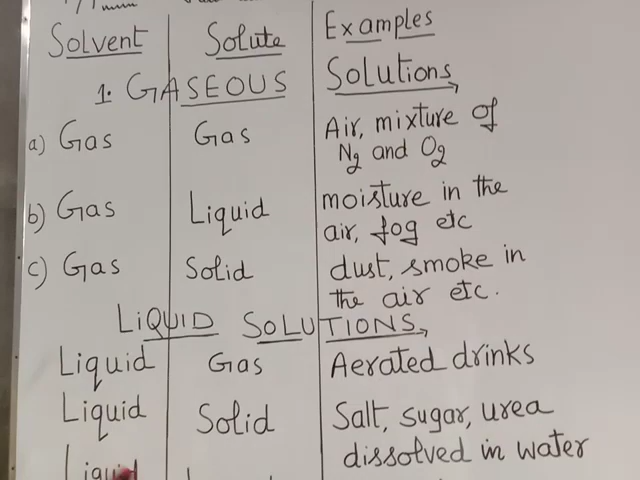 Solvent Solute Examples
1. GASEOUS Solutions
a) Gas Gas Air, mixture of
N2 and O2
b) Gas Liquid moisture in the
air, fog etc
c) Gas Solid dust, smoke in
the air etc.
LIQUID SOLUTIONS
Liquid Gas Aerated drinks
Liquid Solid Salt, sugar, urea
dissolved in water
Liquid